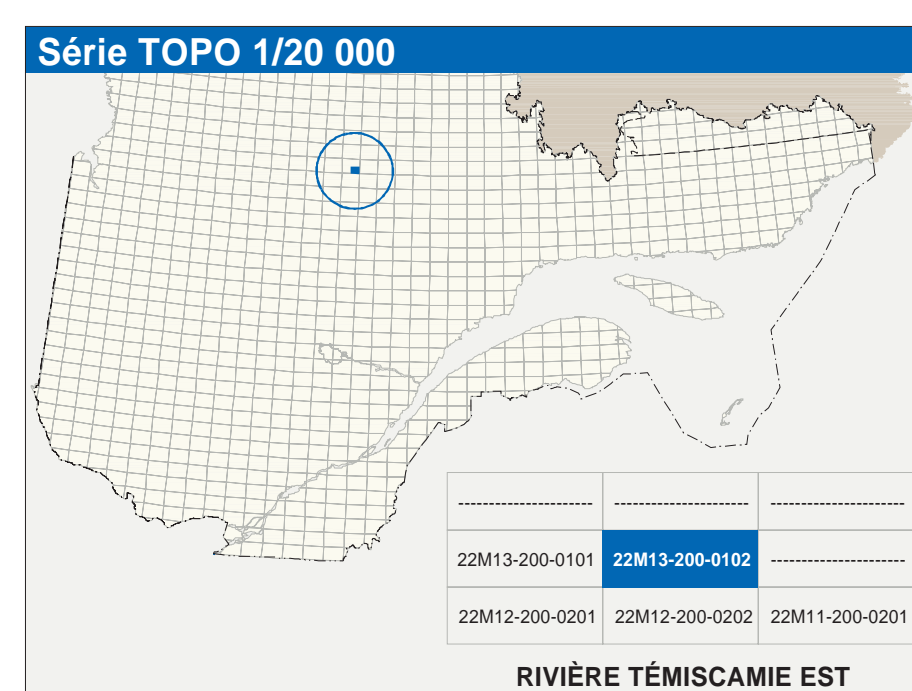 Série TOPO 1/20 000
--------------------- --------------------- ---------------------
22M13-200-0101 22M13-200-0102 ---------------------
22M12-200-0201 22M12-200-0202 22M11-200-0201
RIVIÈRE TÉMISCAMIE EST